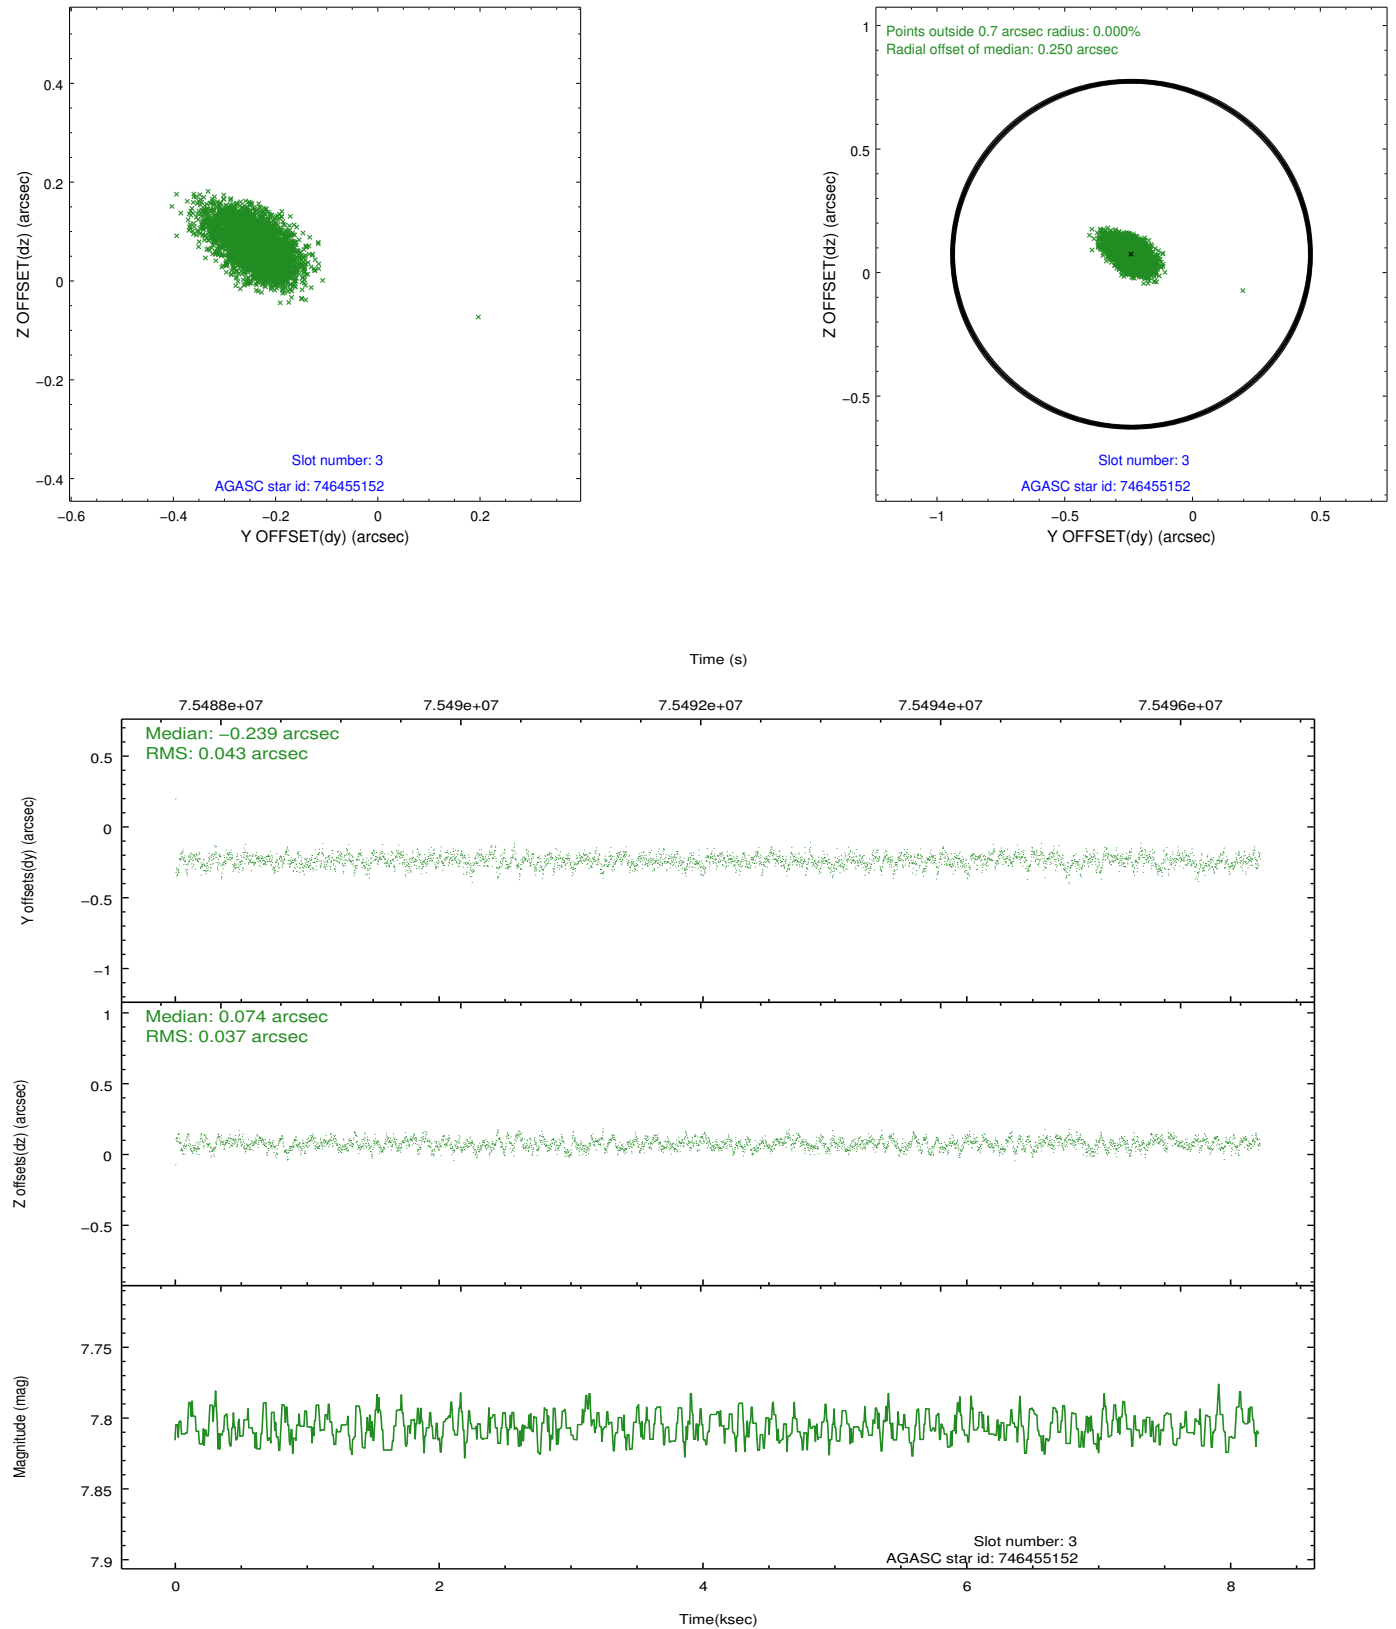 0.4
0.2
0
−0.2
−0.4
Z OFFSET(dz) (arcsec)
Slot number: 3
AGASC star id: 746455152
−0.6
−0.4
−0.2
0
0.2
Y OFFSET(dy) (arcsec)
Points outside 0.7 arcsec radius: 0.000%
Radial offset of median: 0.250 arcsec
1
0.5
0
−0.5
Z OFFSET(dz) (arcsec)
Slot number: 3
AGASC star id: 746455152
−1
−0.5
0
0.5
Y OFFSET(dy) (arcsec)
Time (s)
7.5488e+07
7.549e+07
7.5492e+07
7.5494e+07
7.5496e+07
Median: −0.239 arcsec
RMS: 0.043 arcsec
0.5
0
−0.5
−1
Y offsets(dy) (arcsec)
Median: 0.074 arcsec
RMS: 0.037 arcsec
1
0.5
0
−0.5
Z offsets(dz) (arcsec)
7.75
7.8
7.85
7.9
Magnitude (mag)
Slot number: 3
AGASC star id: 746455152
0
2
4
6
8
Time(ksec)